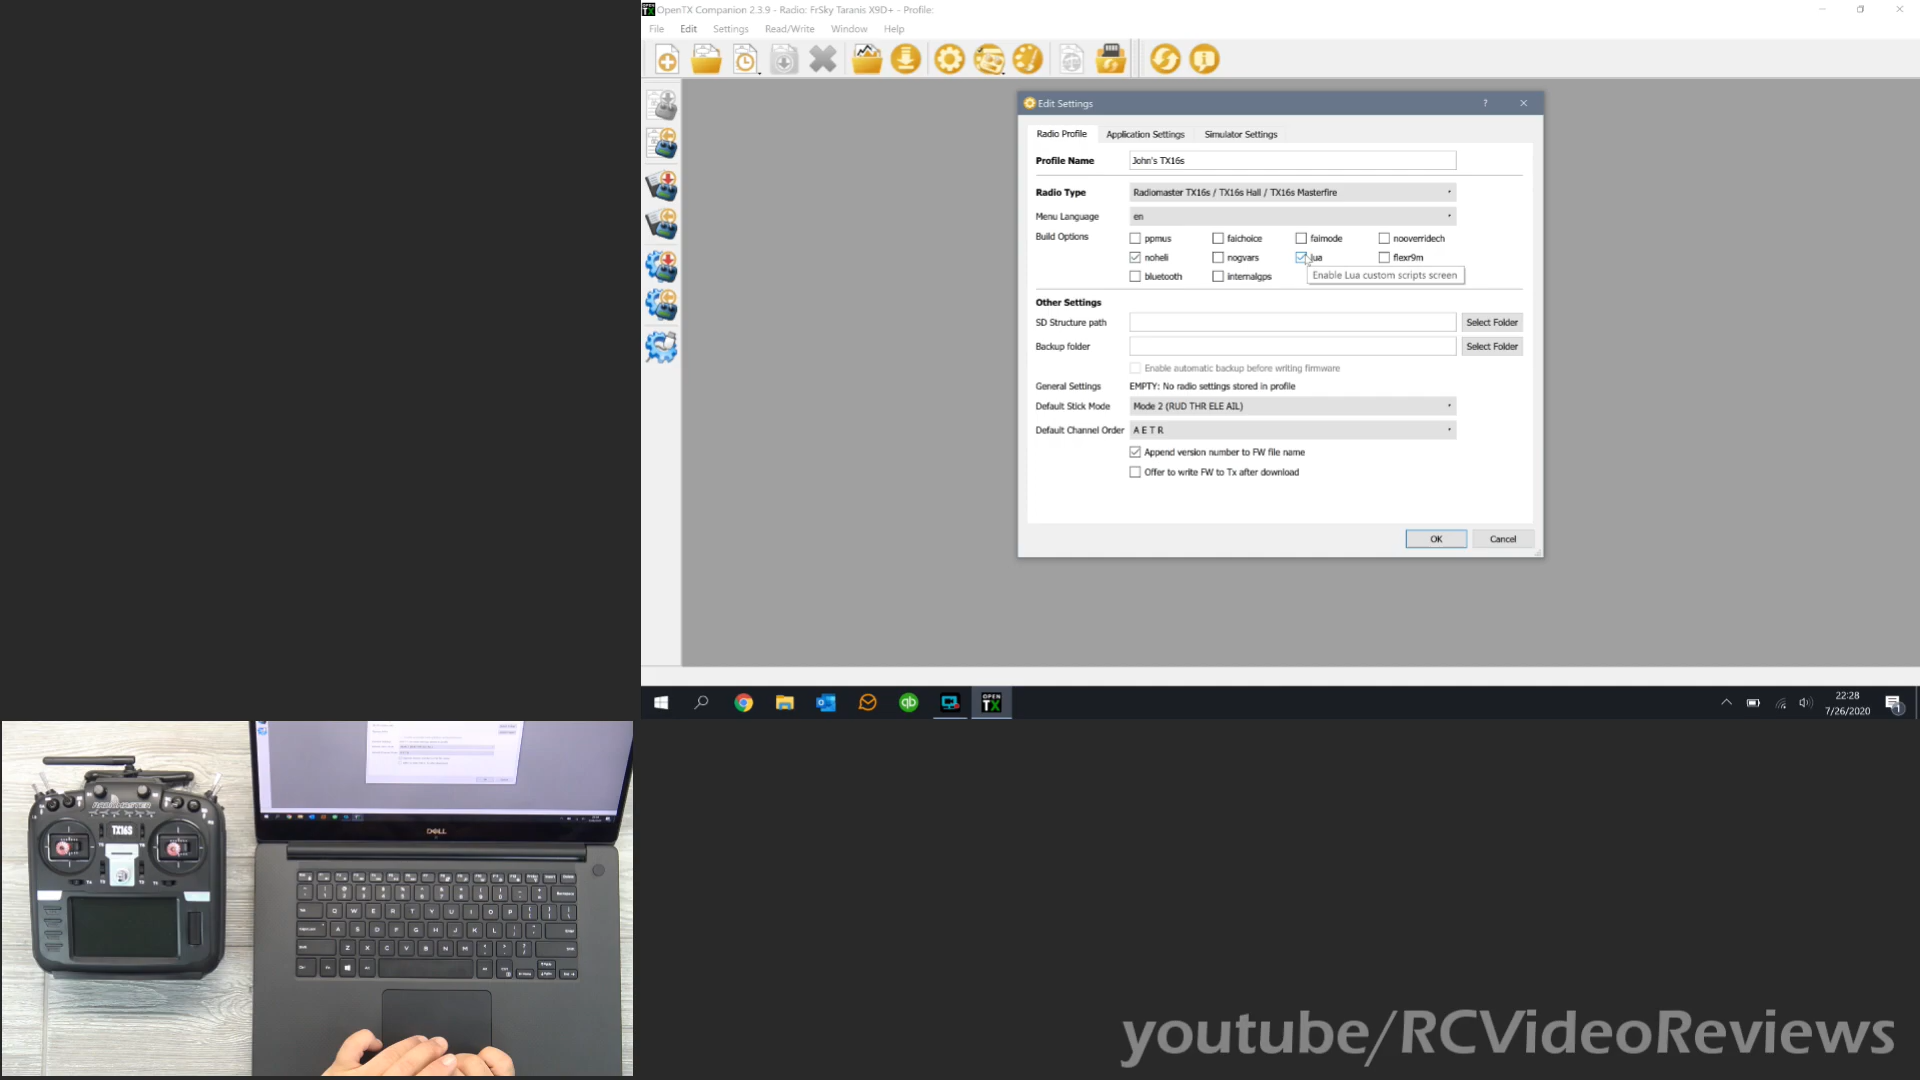 OpenTX Companion 2.3.9 - Radio: FrSky Taranis X9D+ - Profile:
File Edit Settings Read/Write Window Help
Edit Settings
Radio Profile Application Settings Simulator Settings
Profile Name John's TX16s
Radio Type Radiomaster TX16s / TX16s Hall / TX16s Masterfire
Menu Language en
Build Options ppmus faichoice faimode nooverridech
noheli nogvars lua flexr9m
bluetooth internalgps Enable Lua custom scripts screen
Other Settings
SD Structure path Select Folder
Backup folder Select Folder
Enable automatic backup before writing firmware
General Settings EMPTY: No radio settings stored in profile
Default Stick Mode Mode 2 (RUD THR ELE AIL)
Default Channel Order A E T R
Append version number to FW file name
Offer to write FW to Tx after download
OK Cancel
OPEN TX
22:28
7/26/2020
RADIOMASTER
TX16S
DELL
youtube/RCVideoReviews